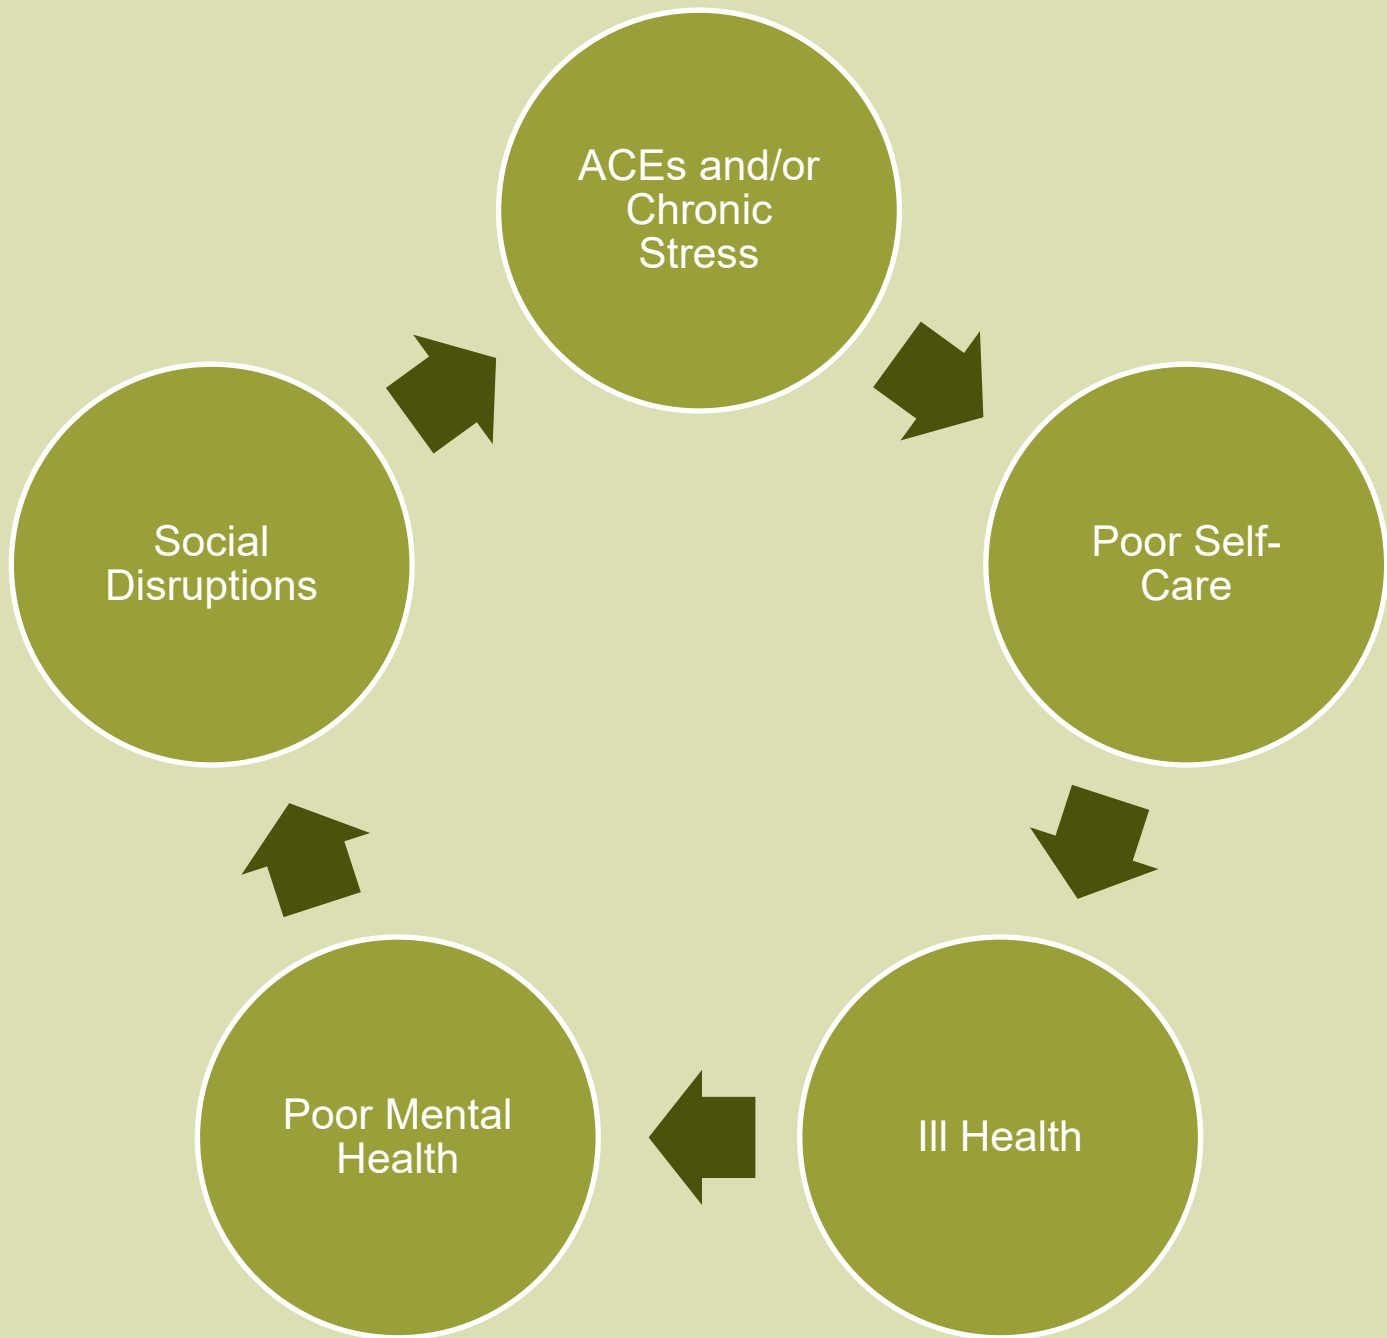 ACEs and/or
Chronic
Stress
Poor Self-
Care
Ill Health
Poor Mental
Health
Social
Disruptions